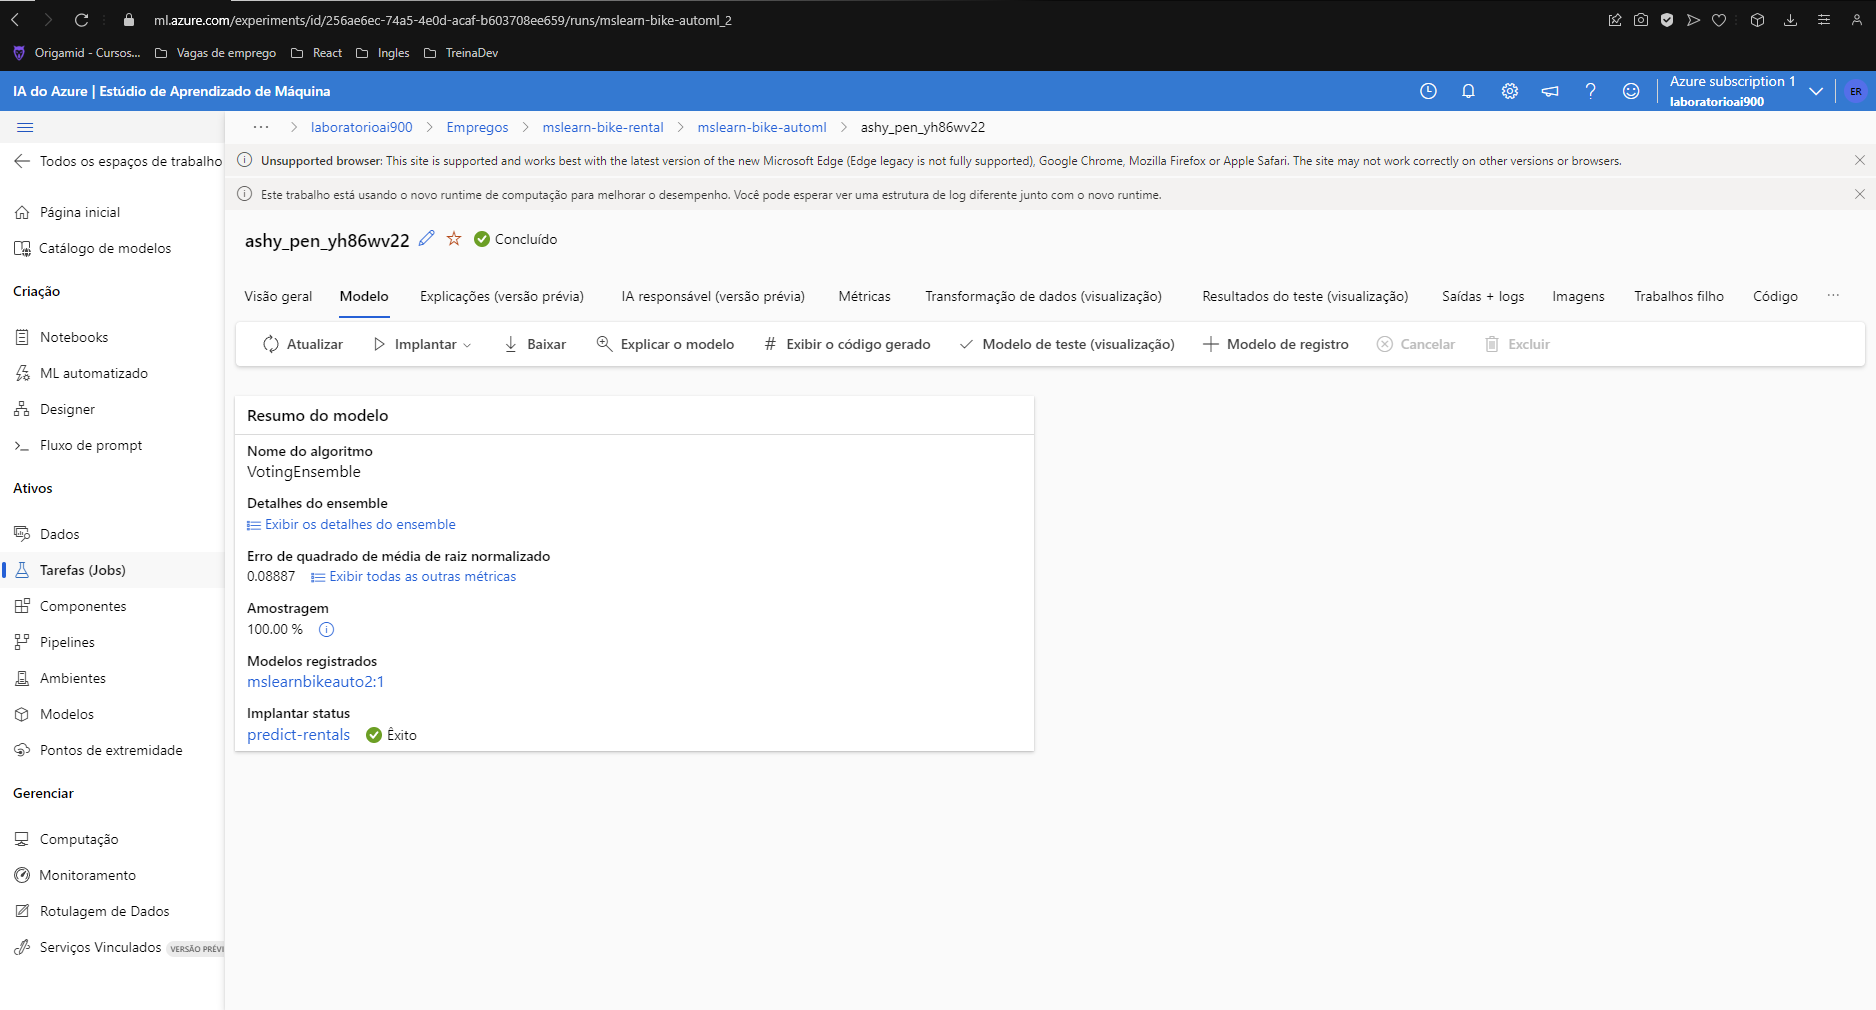 ml.azure.com/experiments/id/256ae6ec-74a5-4e0d-acaf-b603708ee659/runs/mslearn-bike-automl_2
Origamid - Cursos... Vagas de emprego React Ingles TreinaDev
IA do Azure | Estúdio de Aprendizado de Máquina
Azure subscription 1
laboratorioai900
ER
... laboratorioai900 Empregos mslearn-bike-rental mslearn-bike-automl ashy_pen_yh86wv22
Todos os espaços de trabalho
Unsupported browser: This site is supported and works best with the latest version of the new Microsoft Edge (Edge legacy is not fully supported), Google Chrome, Mozilla Firefox or Apple Safari. The site may not work correctly on other versions or browsers.
Este trabalho está usando o novo runtime de computação para melhorar o desempenho. Você pode esperar ver uma estrutura de log diferente junto com o novo runtime.
Página inicial
Catálogo de modelos
Criação
Notebooks
ML automatizado
Designer
Fluxo de prompt
Ativos
Dados
Tarefas (Jobs)
Componentes
Pipelines
Ambientes
Modelos
Pontos de extremidade
Gerenciar
Computação
Monitoramento
Rotulagem de Dados
Serviços Vinculados VERSÃO PRÉVI
ashy_pen_yh86wv22 Concluído
Visão geral Modelo Explicações (versão prévia) IA responsável (versão prévia) Métricas Transformação de dados (visualização) Resultados do teste (visualização) Saídas + logs Imagens Trabalhos filho Código ...
Atualizar Implantar Baixar Explicar o modelo # Exibir o código gerado Modelo de teste (visualização) Modelo de registro Cancelar Excluir
Resumo do modelo
Nome do algoritmo
VotingEnsemble
Detalhes do ensemble
Exibir os detalhes do ensemble
Erro de quadrado de média de raiz normalizado
0.08887 Exibir todas as outras métricas
Amostragem
100.00 %
Modelos registrados
mslearnbikeauto2:1
Implantar status
predict-rentals Êxito